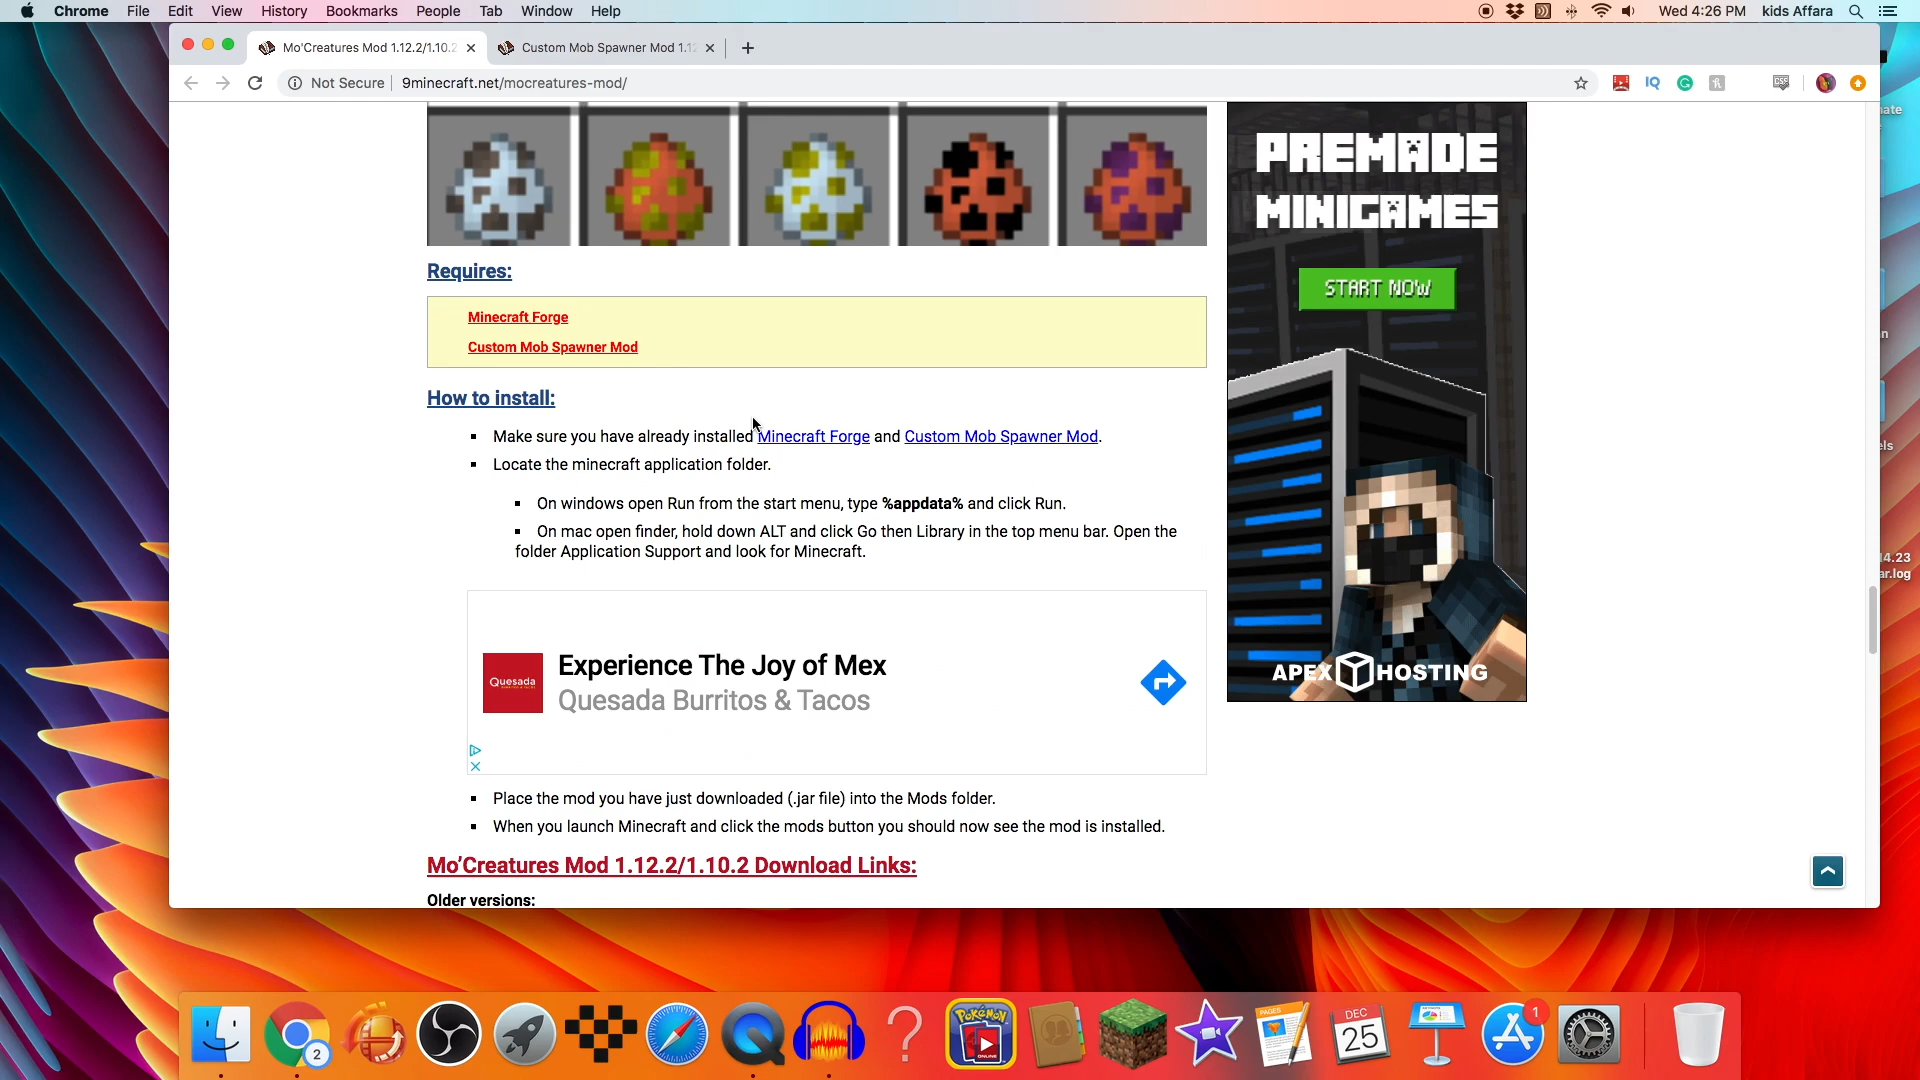 Chrome File Edit View History Bookmarks People Tab Window Help
Wed 4:26 PM kids Affara
Mo'Creatures Mod 1.12.2/1.10.2
Custom Mob Spawner Mod 1.12
Not Secure 9minecraft.net/mocreatures-mod/
IQ
CSE
PREMADE
MINIGAMES
START NOW
APEX HOSTING
Requires:
Minecraft Forge
Custom Mob Spawner Mod
How to install:
Make sure you have already installed Minecraft Forge and Custom Mob Spawner Mod.
Locate the minecraft application folder.
On windows open Run from the start menu, type %appdata% and click Run.
On mac open finder, hold down ALT and click Go then Library in the top menu bar. Open the
folder Application Support and look for Minecraft.
Quesada
Experience The Joy of Mex
Quesada Burritos & Tacos
Place the mod you have just downloaded (.jar file) into the Mods folder.
When you launch Minecraft and click the mods button you should now see the mod is installed.
Mo'Creatures Mod 1.12.2/1.10.2 Download Links:
Older versions:
14.23
ar.log
2
POKéMON
ONLINE
PAGES
DEC
25
1